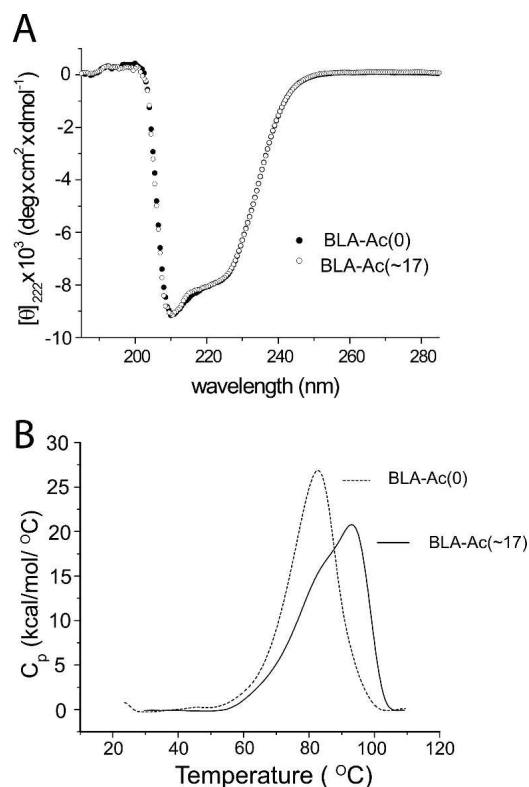 A
0
-2
-4
-6
-8
-10
[θ]222x10³ (degxcm²xdmol⁻¹)
BLA-Ac(0)
BLA-Ac(~17)
200 220 240 260 280
wavelength (nm)
B
30
25
20
15
10
5
0
Cp (kcal/mol/ °C)
BLA-Ac(0)
BLA-Ac(~17)
20 40 60 80 100 120
Temperature ( °C)